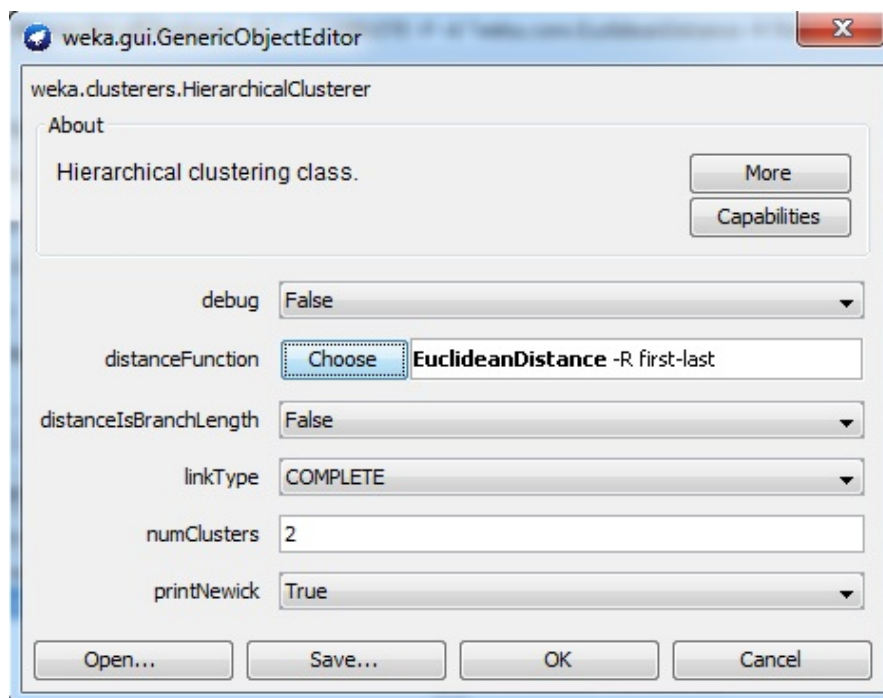 weka.gui.GenericObjectEditor
weka.clusterers.HierarchicalClusterer
About
Hierarchical clustering class.
More
Capabilities
debug False
distanceFunction Choose EuclideanDistance -R first-last
distanceIsBranchLength False
linkType COMPLETE
numClusters 2
printNewick True
Open... Save... OK Cancel